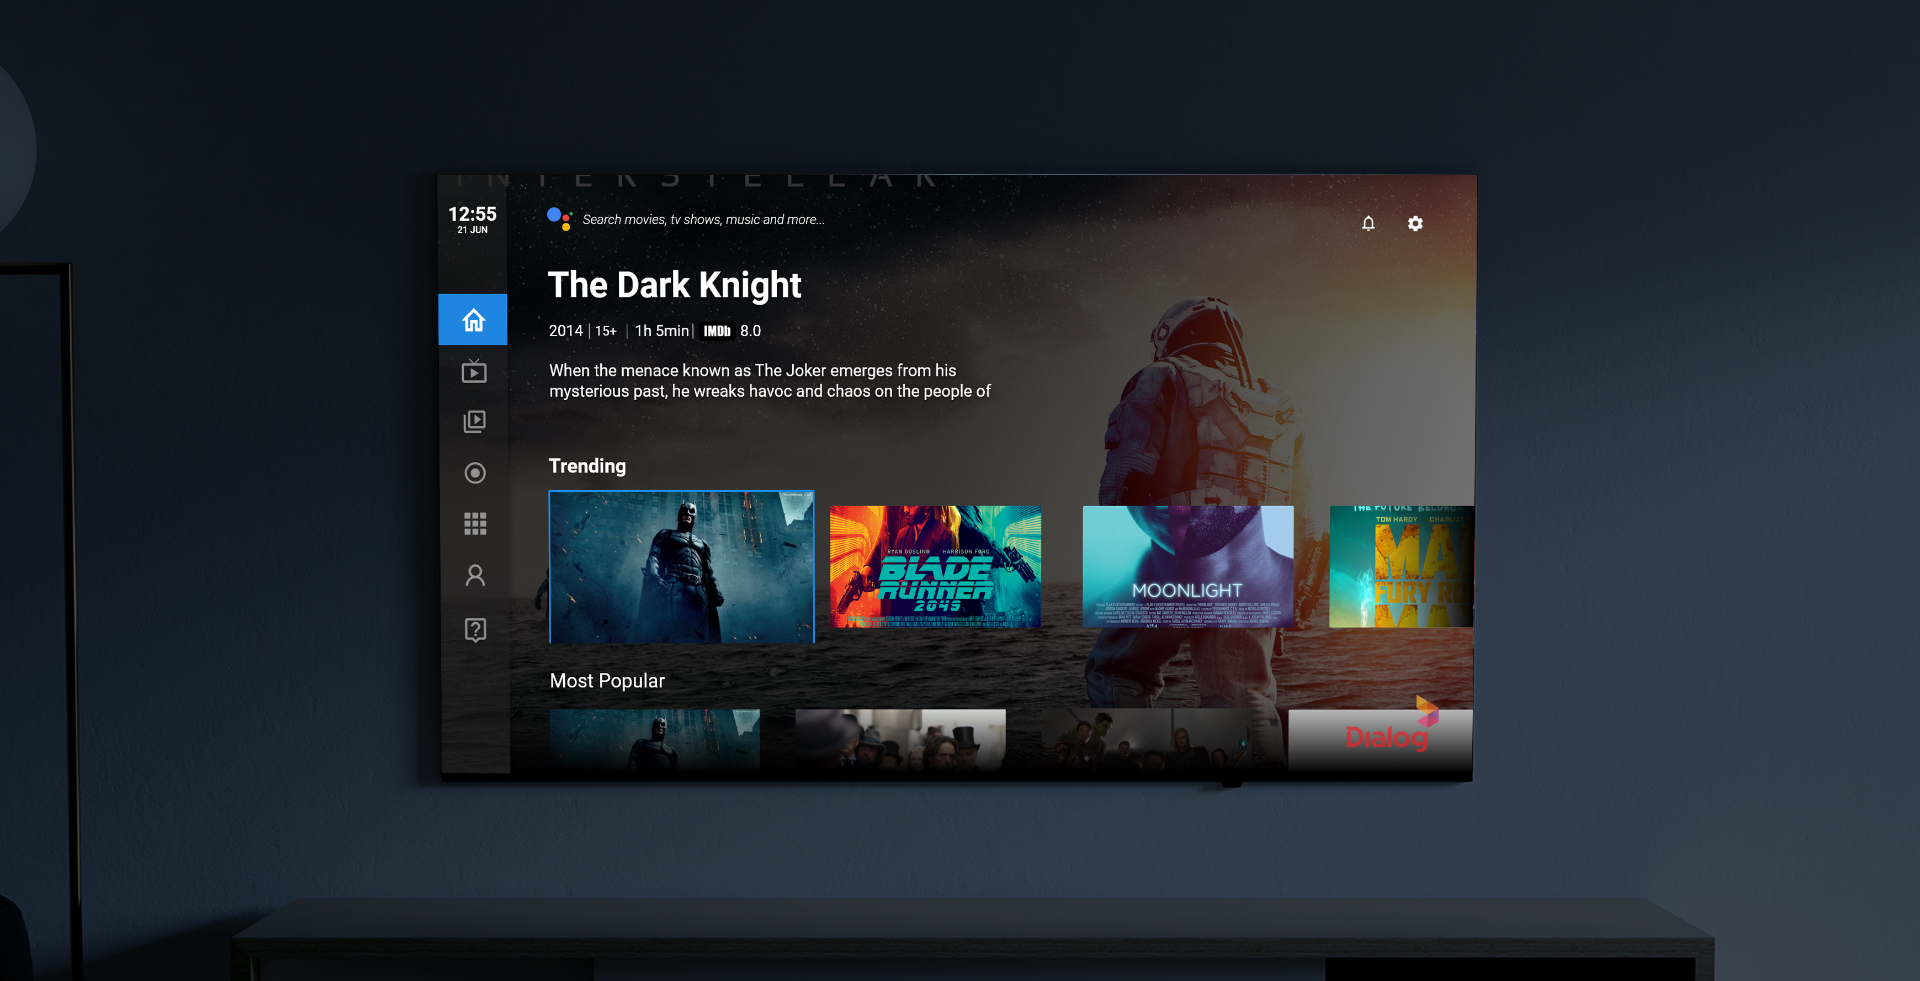 INTERSTELLAR
12:55
21 JUN
Search movies, tv shows, music and more...
The Dark Knight
2014 | 15+ | 1h 5min | IMDb 8.0
When the menace known as The Joker emerges from his
mysterious past, he wreaks havoc and chaos on the people of
Trending
RYAN GOSLING HARRISON FORD
BLADE
RUNNER
2049
MOONLIGHT
THE FUTURE BELONGS
TOM HARDY
MA
FURY RO
Most Popular
Dialog